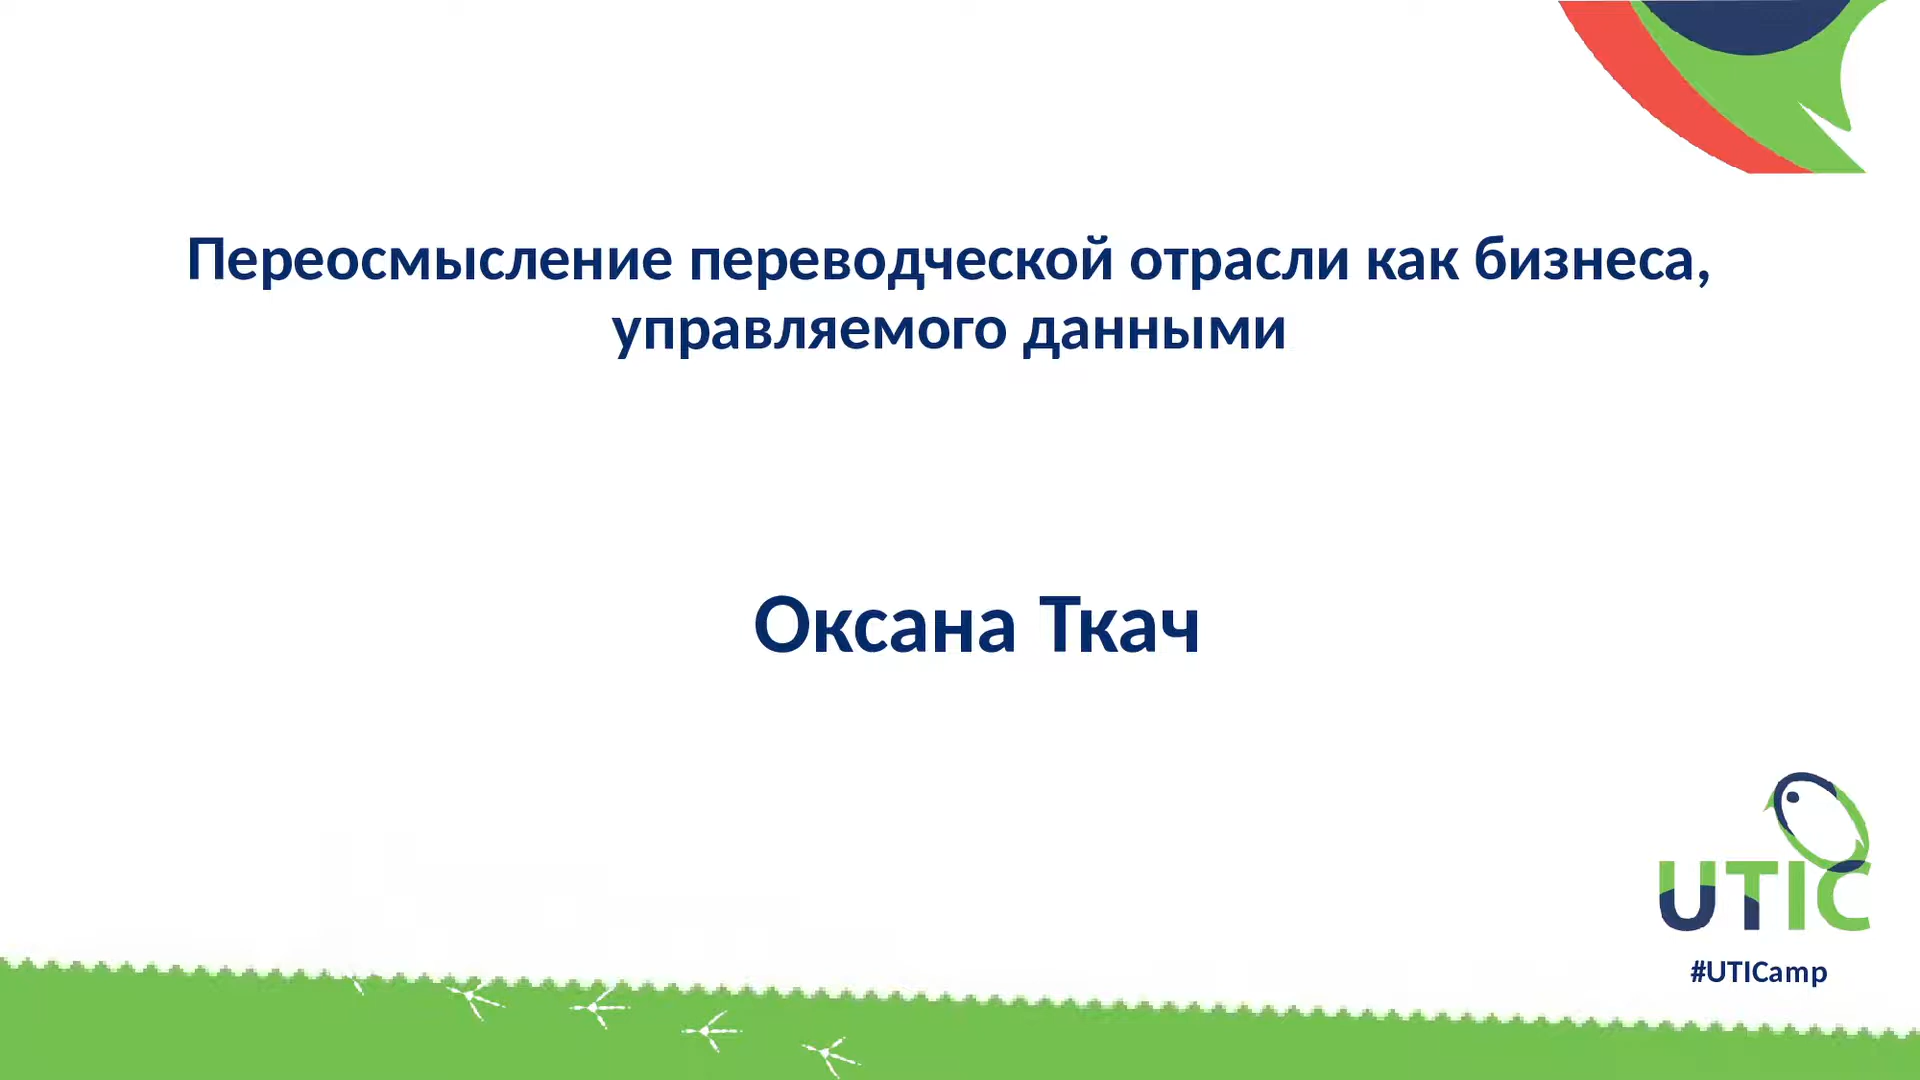 Переосмысление переводческой отрасли как бизнеса,
управляемого данными
Оксана Ткач
UTIC
#UTICamp